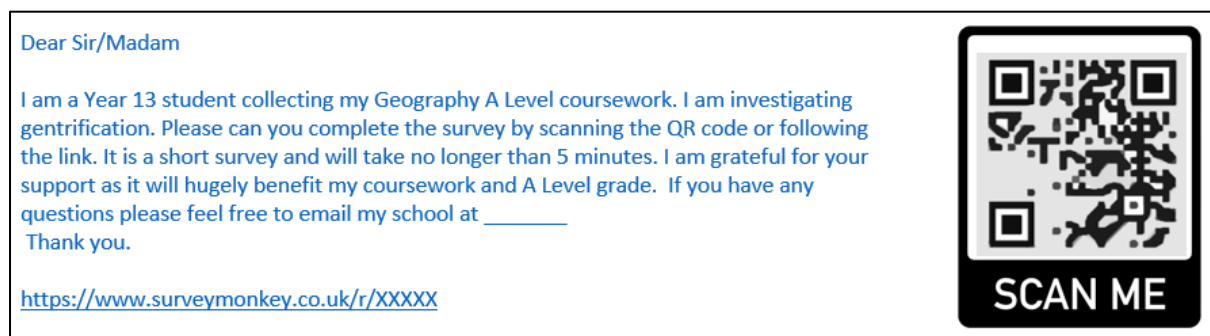 Dear Sir/Madam
I am a Year 13 student collecting my Geography A Level coursework. I am investigating
gentrification. Please can you complete the survey by scanning the QR code or following
the link. It is a short survey and will take no longer than 5 minutes. I am grateful for your
support as it will hugely benefit my coursework and A Level grade.  If you have any
questions please feel free to email my school at _______
Thank you.
https://www.surveymonkey.co.uk/r/XXXXX
SCAN ME